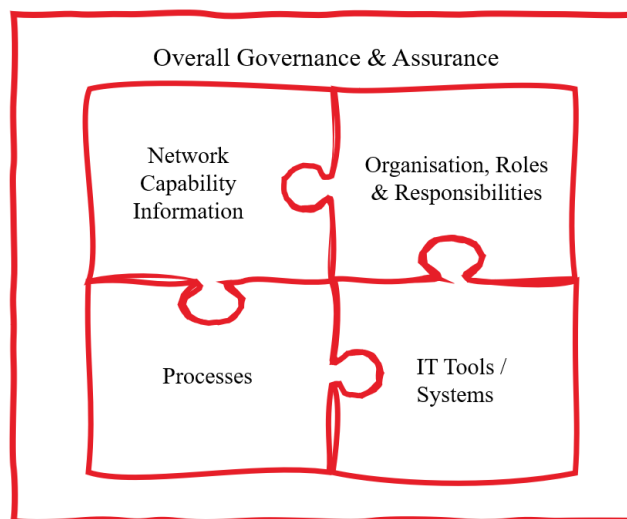 Overall Governance & Assurance
Network
Capability
Information
Organisation, Roles
& Responsibilities
Processes
IT Tools /
Systems